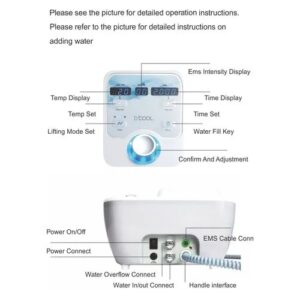 Please see the picture for detailed operation instructions.
Please refer to the picture for detailed instructions on
adding water
Ems Intensity Display
Temp Display
Time Display
Temp Set
Time Set
Lifting Mode Set
Water Fill Key
COOL
Confirm And Adjustment
Power On/Off
EMS Cable Conn
Power Connect
Water Overflow Connect
Water In/out Connect
Handle interface